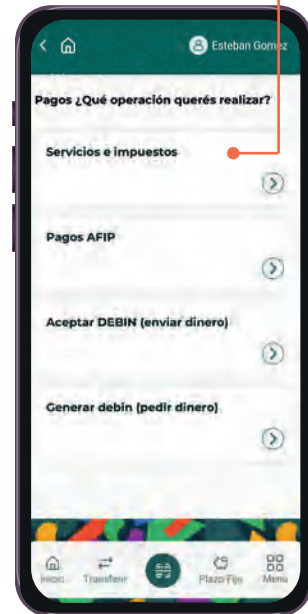 Esteban Gomez
Pagos ¿Qué operación querés realizar?
Servicios e impuestos
Pagos AFIP
Aceptar DEBIN (enviar dinero)
Generar debin (pedir dinero)
Inicio Transferir Plazo Fijo Menú